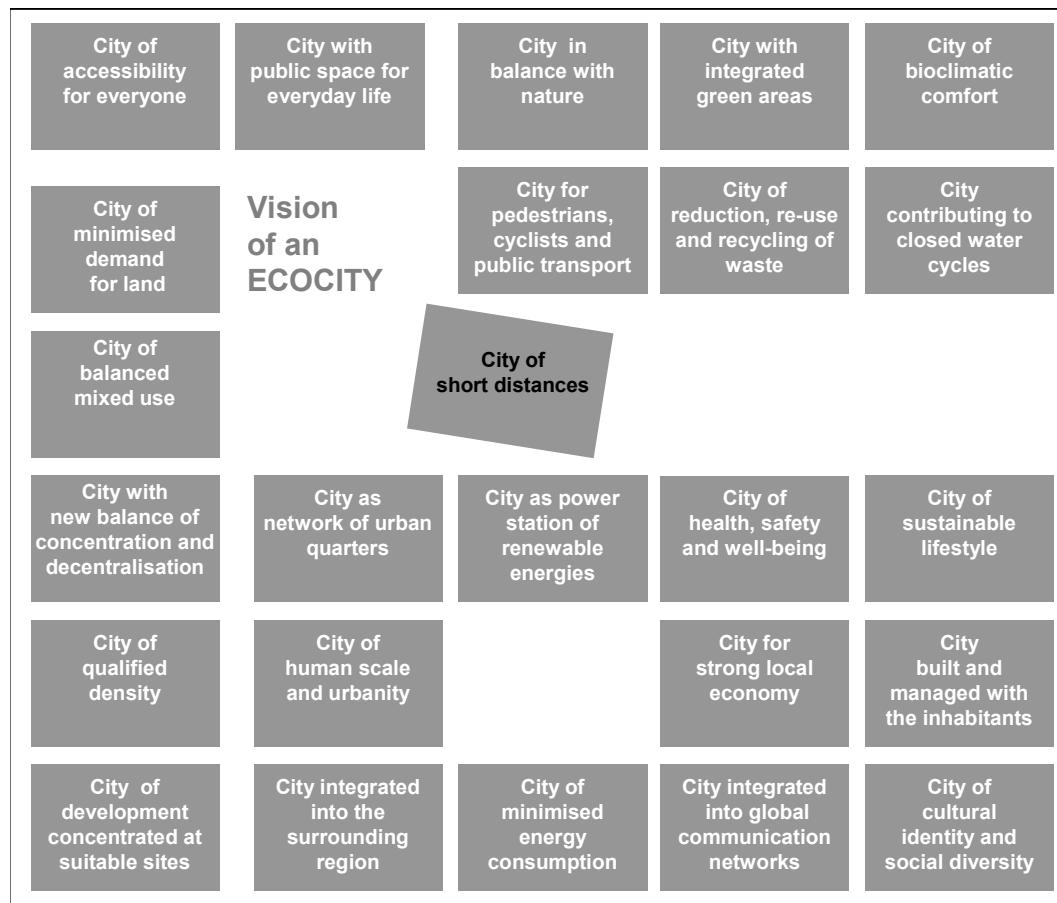 City of
accessibility
for everyone
City with
public space for
everyday life
City in
balance with
nature
City with
integrated
green areas
City of
bioclimatic
comfort
City of
minimised
demand
for land
Vision
of an
ECOCITY
City for
pedestrians,
cyclists and
public transport
City of
reduction, re-use
and recycling of
waste
City
contributing to
closed water
cycles
City of
balanced
mixed use
City of
short distances
City with
new balance of
concentration and
decentralisation
City as
network of urban
quarters
City as power
station of
renewable
energies
City of
health, safety
and well-being
City of
sustainable
lifestyle
City of
qualified
density
City of
human scale
and urbanity
City for
strong local
economy
City
built and
managed with
the inhabitants
City of
development
concentrated at
suitable sites
City integrated
into the
surrounding
region
City of
minimised
energy
consumption
City integrated
into global
communication
networks
City of
cultural
identity and
social diversity